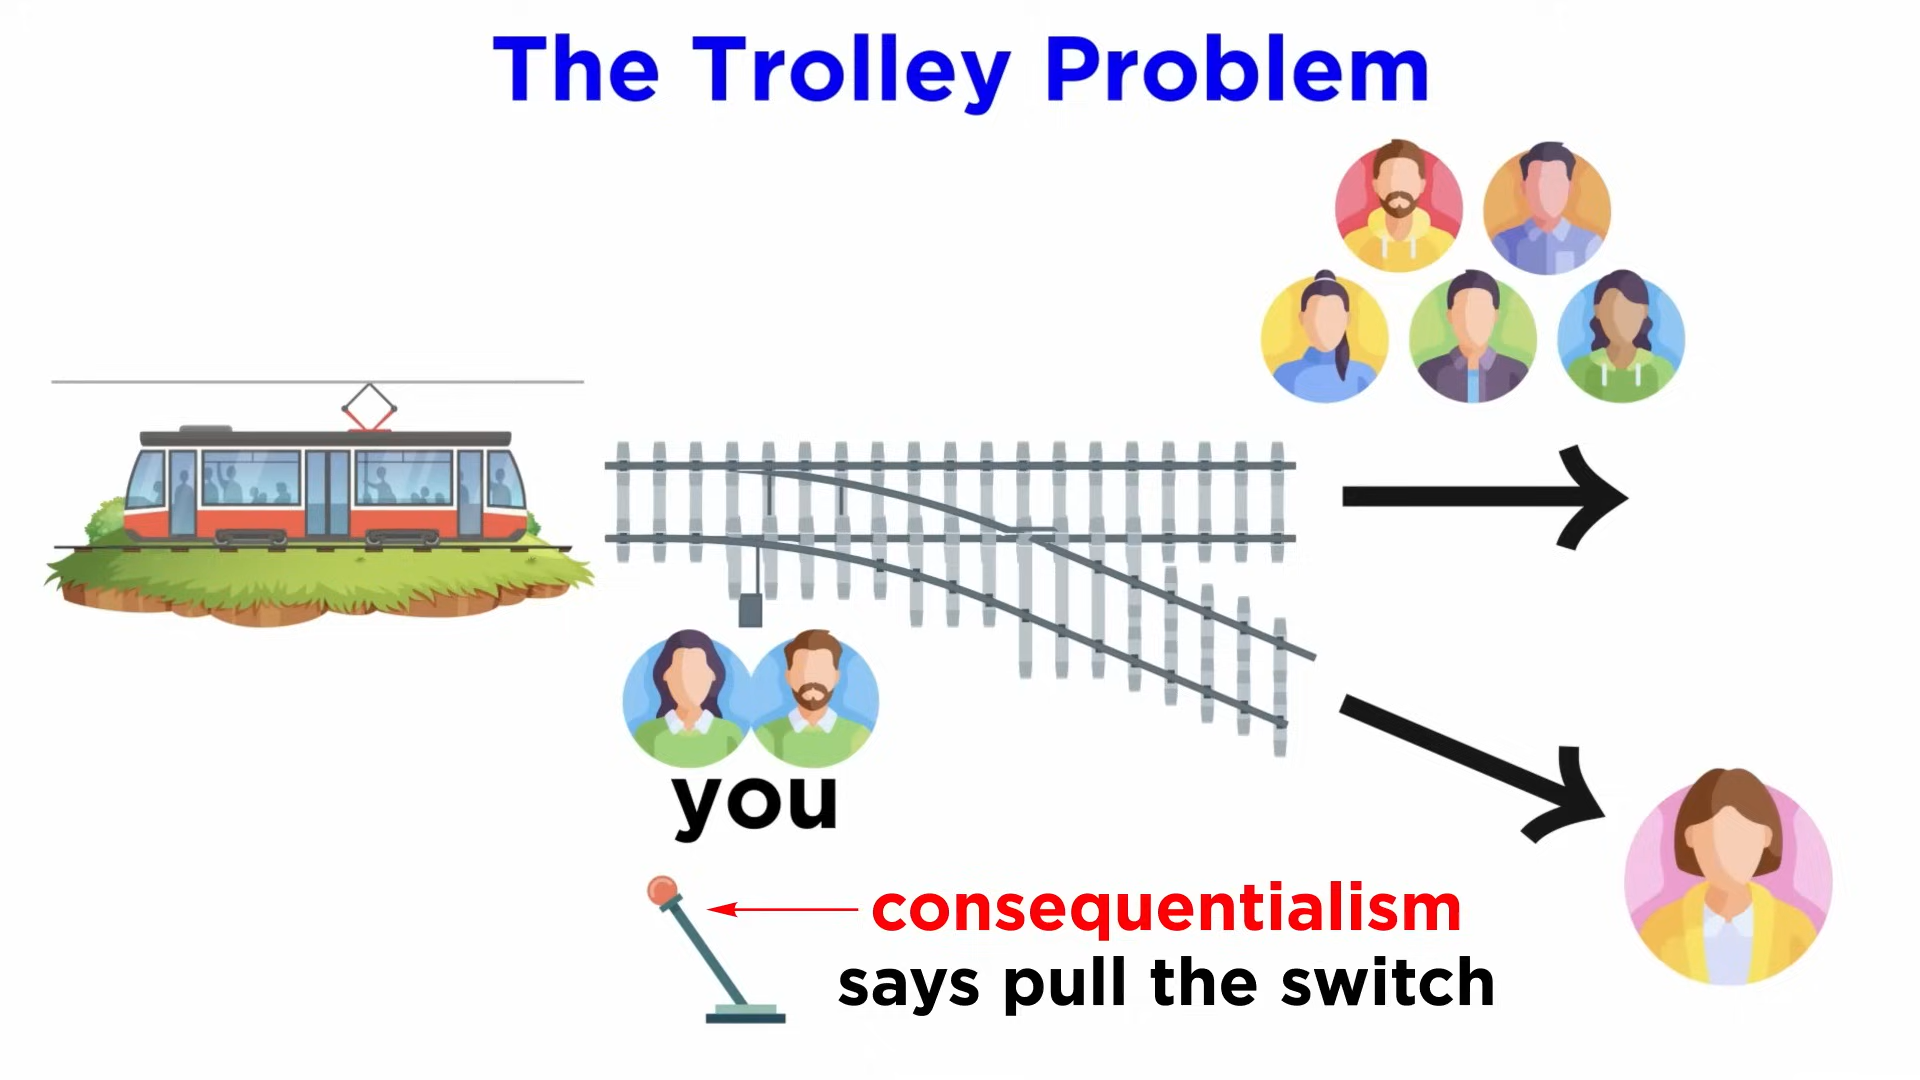 The Trolley Problem
you
consequentialism
says pull the switch